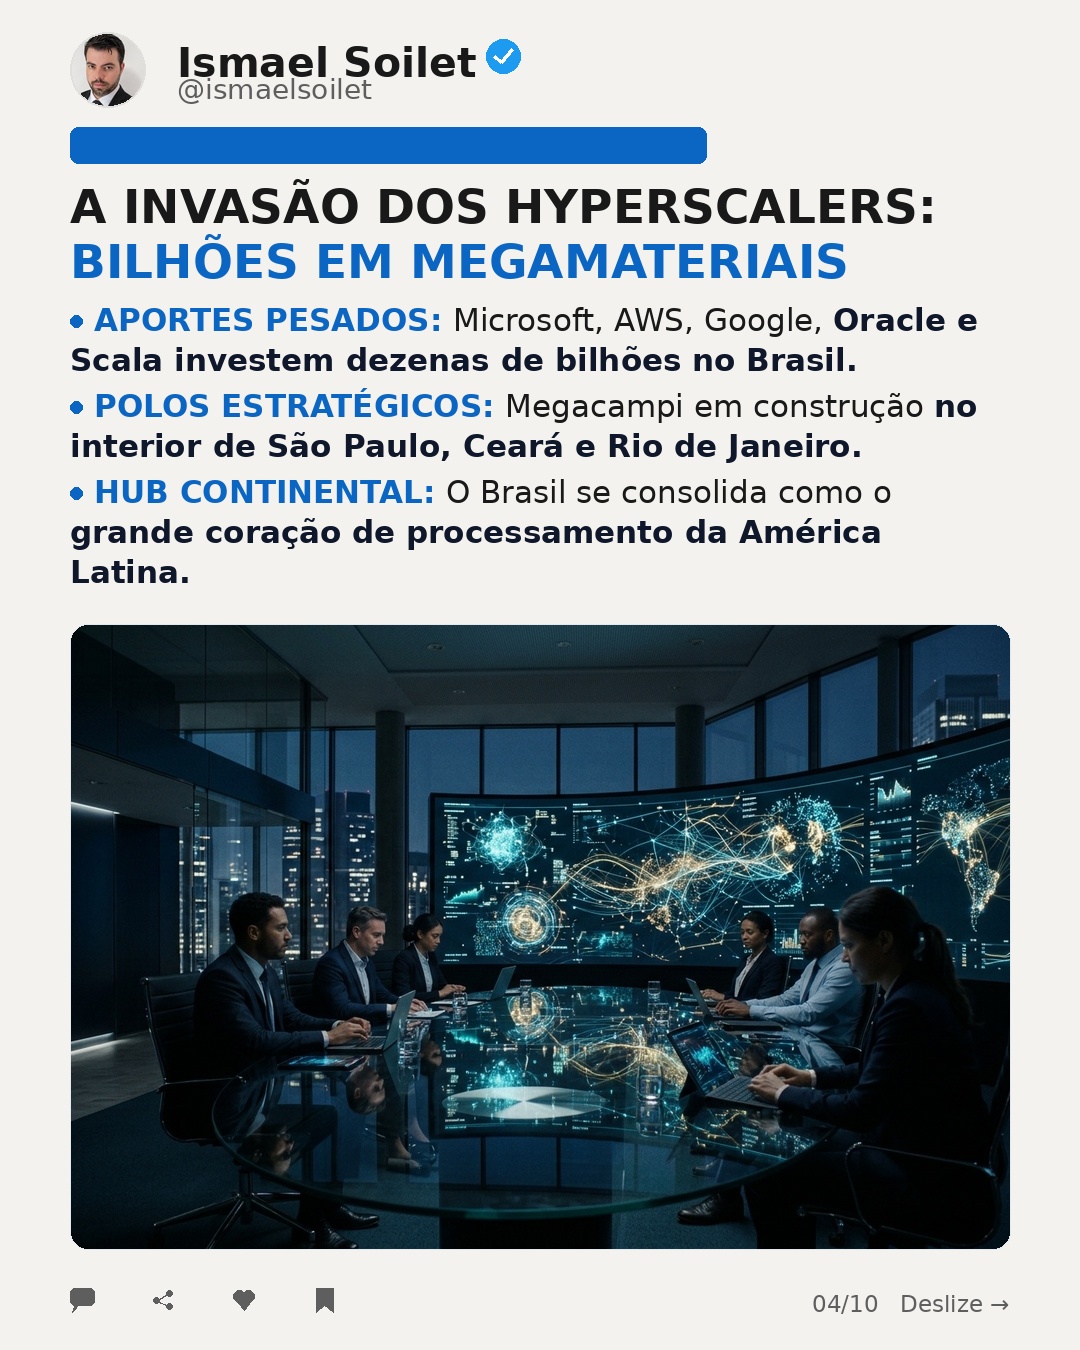 Ismael Soilet
@ismaelsoilet
A INVASÃO DOS HYPERSCALERS:
BILHÕES EM MEGAMATERIAIS
• APORTES PESADOS: Microsoft, AWS, Google, Oracle e
Scala investem dezenas de bilhões no Brasil.
• POLOS ESTRATÉGICOS: Megacampi em construção no
interior de São Paulo, Ceará e Rio de Janeiro.
• HUB CONTINENTAL: O Brasil se consolida como o
grande coração de processamento da América
Latina.
04/10 Deslize →